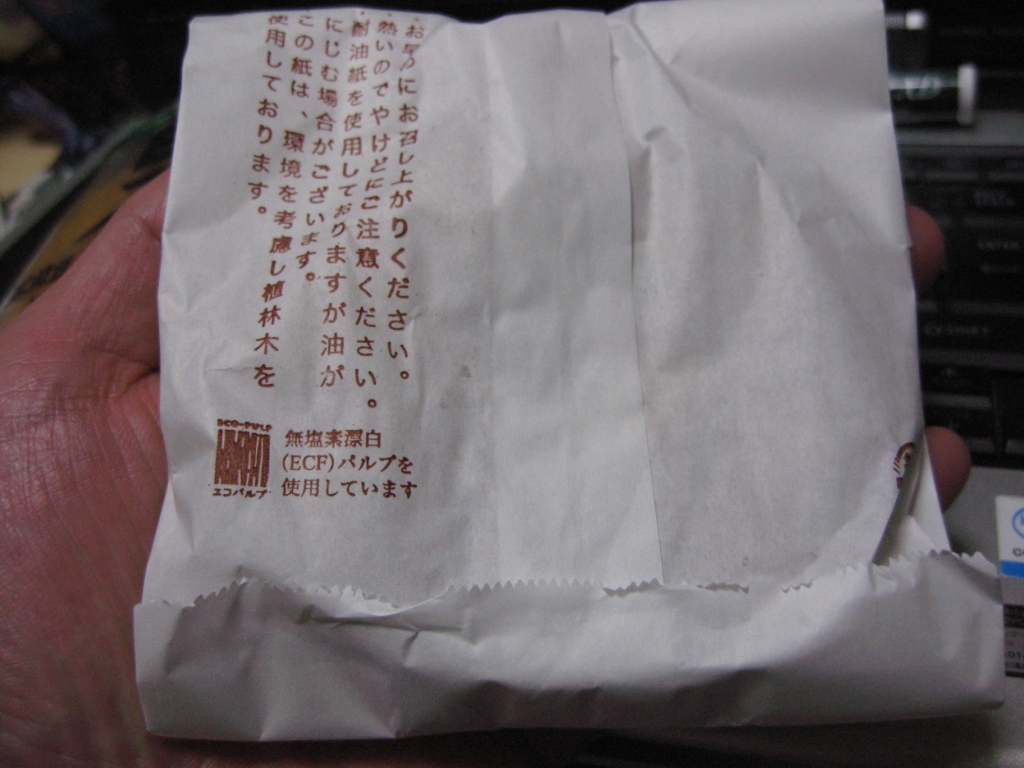 ・お早めにお召し上がりください。
・熱いのでやけどにご注意ください。
・耐油紙を使用しておりますが油が
にじむ場合がございます。
この紙は、環境を考慮し植林木を
使用しております。
ECO-PULP
エコパルプ
無塩素漂白
(ECF)パルプを
使用しています